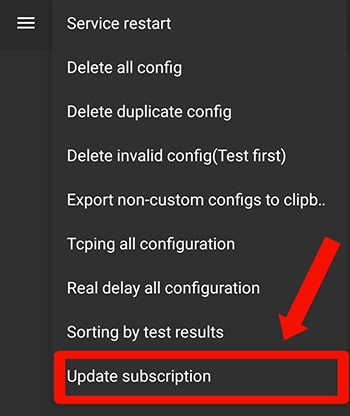 Service restart
Delete all config
Delete duplicate config
Delete invalid config(Test first)
Export non-custom configs to clipb..
Tcping all configuration
Real delay all configuration
Sorting by test results
Update subscription